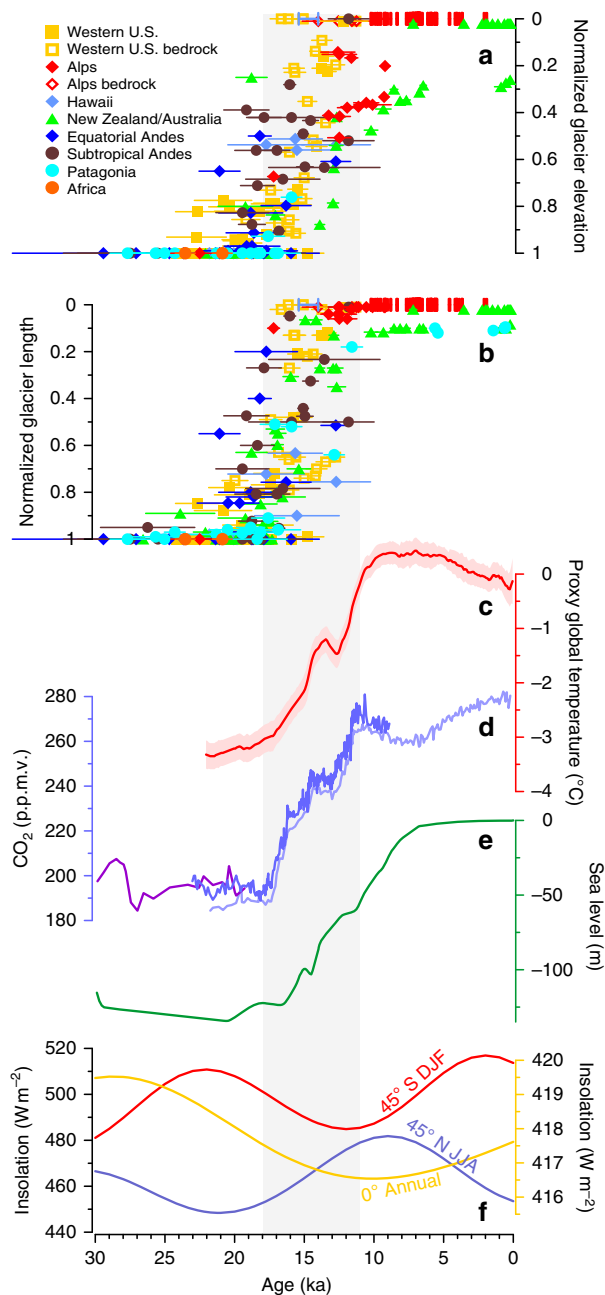 Western U.S.
Western U.S. bedrock
Alps
Alps bedrock
Hawaii
New Zealand/Australia
Equatorial Andes
Subtropical Andes
Patagonia
Africa
a
0
0.2
0.4
0.6
0.8
1
Normalized glacier elevation
b
0
0.2
0.4
0.6
0.8
1
Normalized glacier length
c
0
−1
−2
−3
−4
Proxy global temperature (°C)
d
280
260
240
220
200
180
CO2 (p.p.m.v.)
e
0
−50
−100
Sea level (m)
520
500
480
460
440
Insolation (W m−2)
45° S DJF
45° N JJA
0° Annual
f
420
419
418
417
416
Insolation (W m−2)
30 25 20 15 10 5 0
Age (ka)